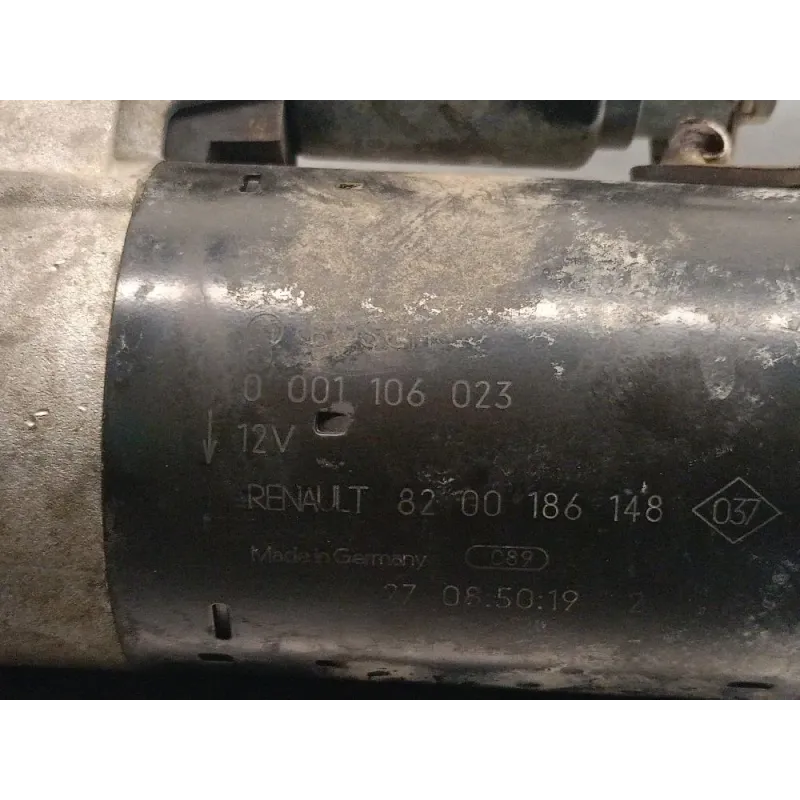 0 001 106 023
12V
RENAULT 82 00 186 148 037
Made in Germany 089
27 08:50:19 2